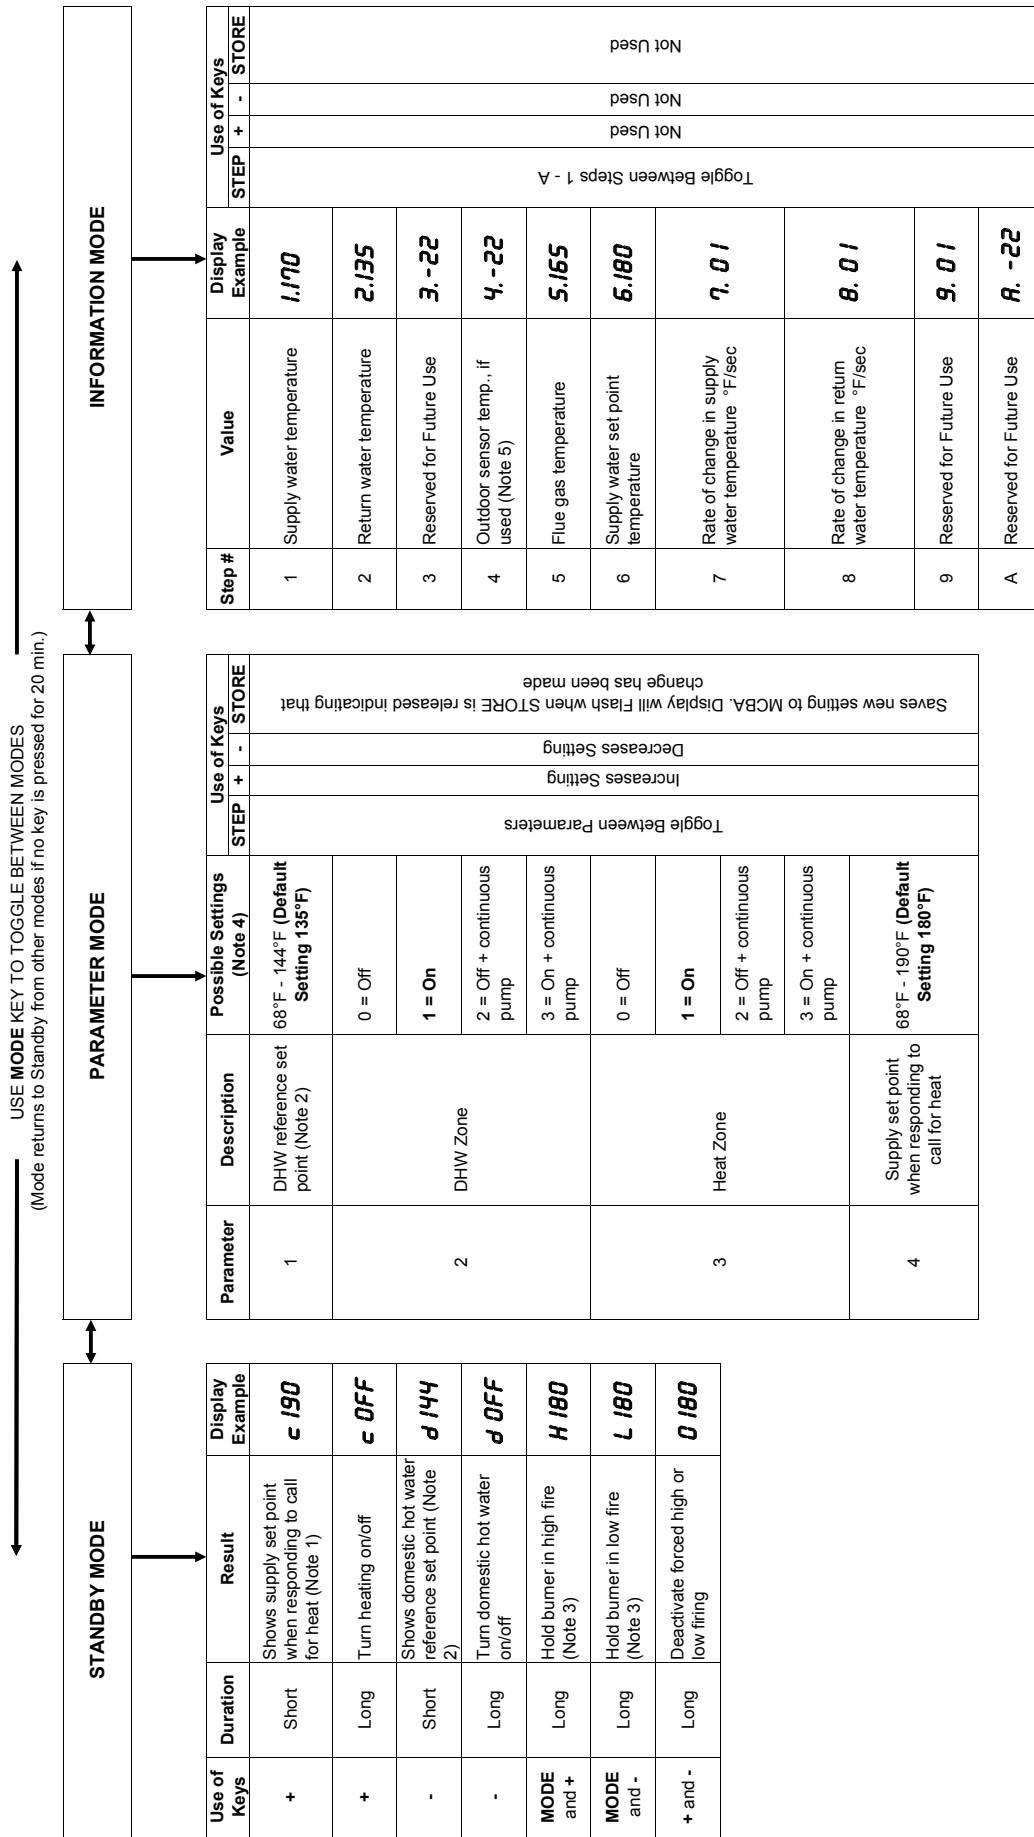 USE MODE KEY TO TOGGLE BETWEEN MODES
(Mode returns to Standby from other modes if no key is pressed for 20 min.)
STANDBY MODE
Use of Keys | Duration | Result | Display Example
+ | Short | Shows supply set point when responding to call for heat (Note 1) | c 190
+ | Long | Turn heating on/off | c OFF
- | Short | Shows domestic hot water reference set point (Note 2) | d 144
- | Long | Turn domestic hot water on/off | d OFF
MODE and + | Long | Hold burner in high fire (Note 3) | H 180
MODE and - | Long | Hold burner in low fire (Note 3) | L 180
+ and - | Long | Deactivate forced high or low firing | 0 180
PARAMETER MODE
Parameter | Description | Possible Settings (Note 4) | Use of Keys
STEP | + | - | STORE
1 | DHW reference set point (Note 2) | 68°F - 144°F (Default Setting 135°F)
2 | DHW Zone | 0 = Off
1 = On
2 = Off + continuous pump
3 = On + continuous pump
3 | Heat Zone | 0 = Off
1 = On
2 = Off + continuous pump
3 = On + continuous pump
4 | Supply set point when responding to call for heat | 68°F - 190°F (Default Setting 180°F)
Toggle Between Parameters
Increases Setting
Decreases Setting
Saves new setting to MCBA. Display will Flash when STORE is released indicating that change has been made
INFORMATION MODE
Step # | Value | Display Example | Use of Keys
STEP | + | - | STORE
1 | Supply water temperature | 1.170
2 | Return water temperature | 2.135
3 | Reserved for Future Use | 3. -22
4 | Outdoor sensor temp., if used (Note 5) | 4. -22
5 | Flue gas temperature | 5.165
6 | Supply water set point temperature | 6.180
7 | Rate of change in supply water temperature °F/sec | 7. 01
8 | Rate of change in return water temperature °F/sec | 8. 01
9 | Reserved for Future Use | 9. 01
A | Reserved for Future Use | A. -22
Toggle Between Steps 1 - A
Not Used
Not Used
Not Used